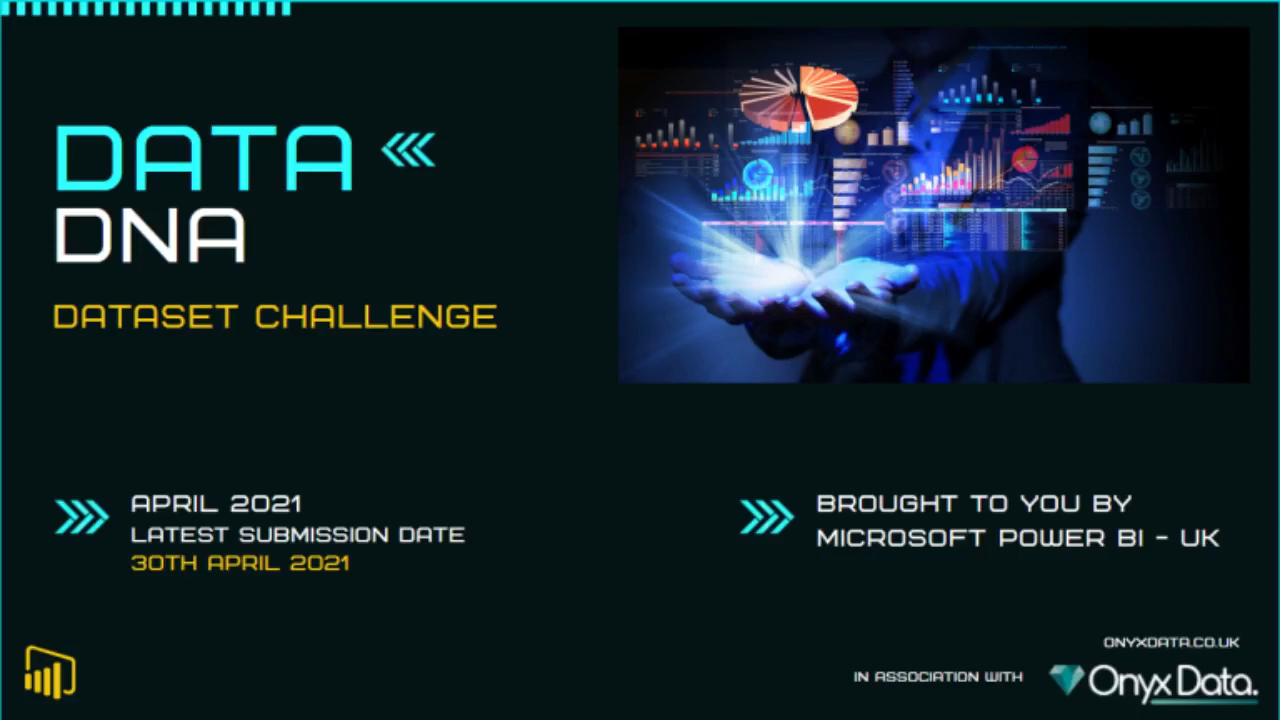 DATA
DNA
DATASET CHALLENGE
APRIL 2021
LATEST SUBMISSION DATE
30TH APRIL 2021
BROUGHT TO YOU BY
MICROSOFT POWER BI - UK
ONYXDATA.CO.UK
IN ASSOCIATION WITH
Onyx Data.